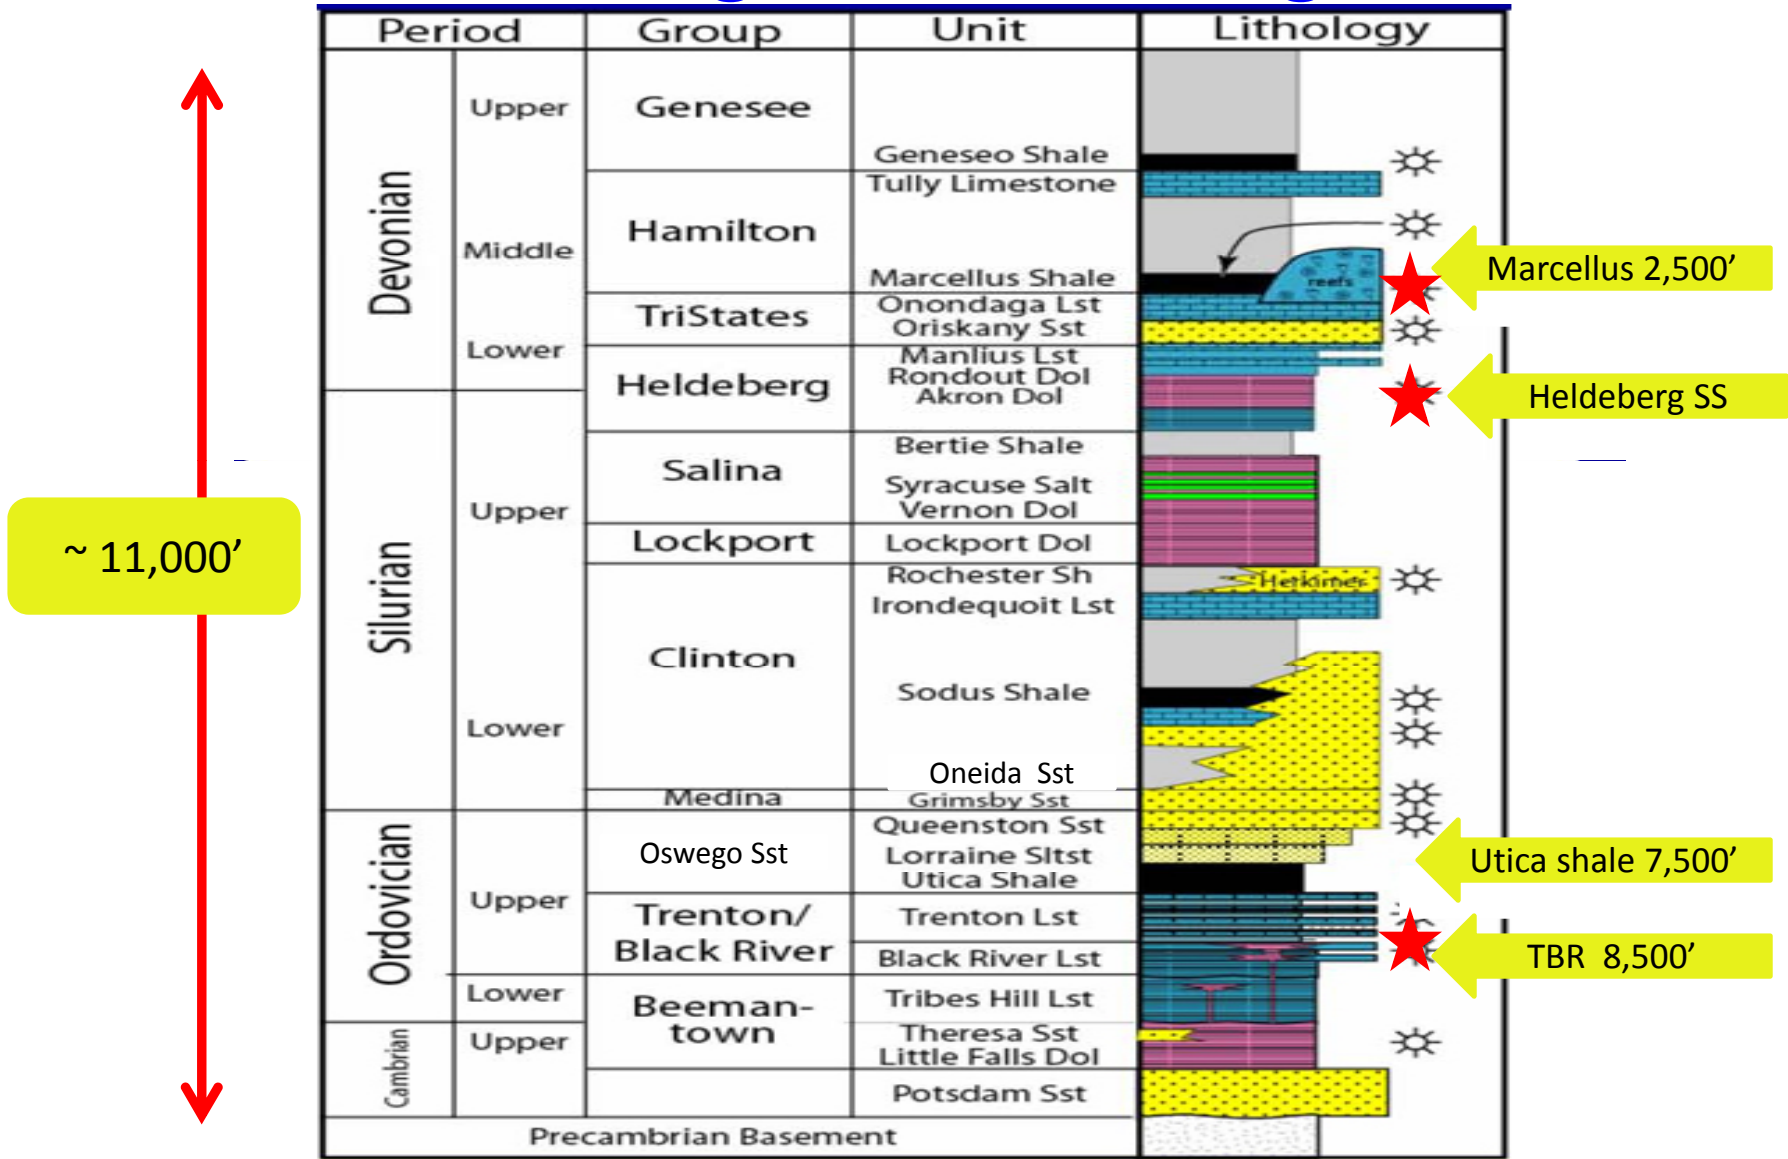 Period Group Unit Lithology
Upper Genesee
Geneseo Shale
Tully Limestone
Devonian
Hamilton
Middle
Marcellus Shale
reefs
Marcellus 2,500’
TriStates
Onondaga Lst
Oriskany Sst
Lower
Manlius Lst
Heldeberg
Rondout Dol
Akron Dol
Heldeberg SS
Bertie Shale
Salina
Syracuse Salt
Upper
Vernon Dol
~ 11,000’
Lockport
Lockport Dol
Silurian
Rochester Sh
Herkimer
Irondequoit Lst
Clinton
Sodus Shale
Lower
Oneida Sst
Medina
Grimsby Sst
Queenston Sst
Ordovician
Oswego Sst
Lorraine Sltst
Utica Shale
Utica shale 7,500’
Upper
Trenton/
Black River
Trenton Lst
Black River Lst
TBR 8,500’
Lower
Beeman-
town
Tribes Hill Lst
Cambrian
Upper
Theresa Sst
Little Falls Dol
Potsdam Sst
Precambrian Basement